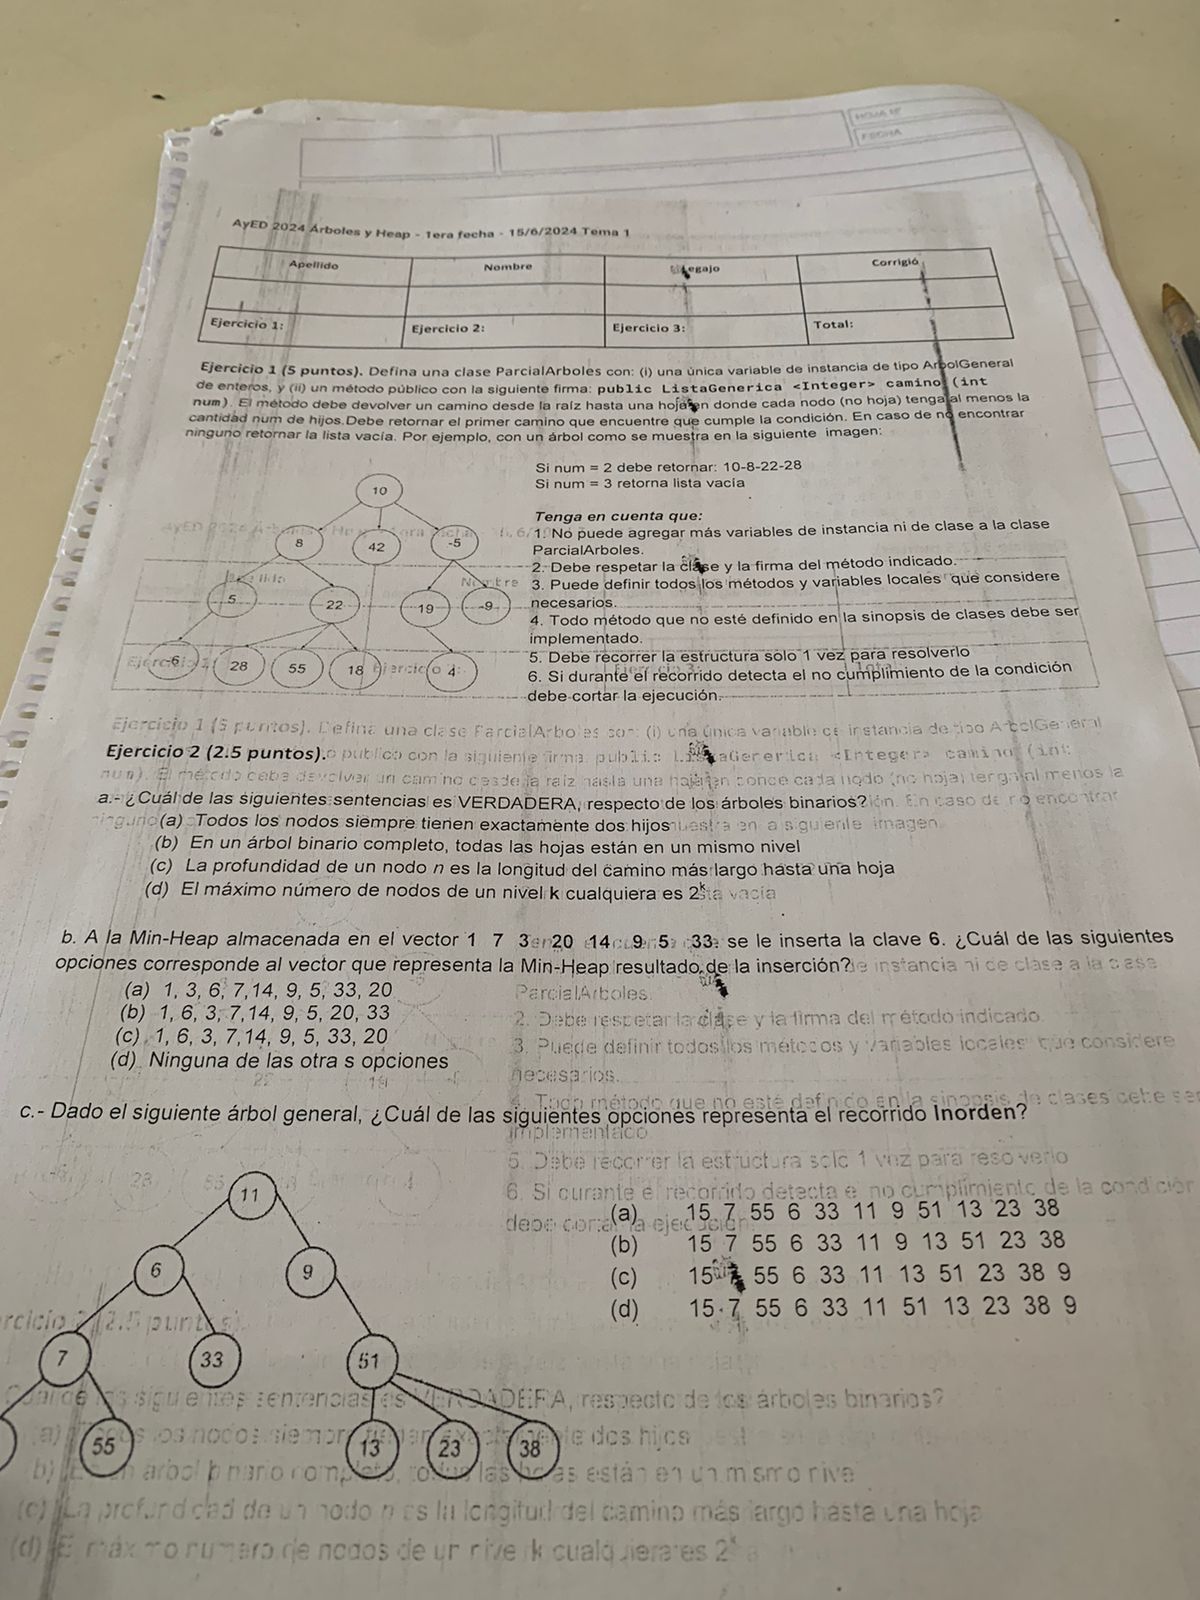 HOJA Nº
FECHA
AyED 2024 Árboles y Heap - 1era fecha - 15/6/2024 Tema 1
Apellido Nombre Legajo Corrigió
Ejercicio 1: Ejercicio 2: Ejercicio 3: Total:
Ejercicio 1 (5 puntos). Defina una clase ParcialArboles con: (i) una única variable de instancia de tipo ArbolGeneral
de enteros, y (ii) un método público con la siguiente firma: public ListaGenerica <Integer> camino (int
num). El método debe devolver un camino desde la raíz hasta una hoja en donde cada nodo (no hoja) tenga al menos la
cantidad num de hijos.Debe retornar el primer camino que encuentre que cumple la condición. En caso de no encontrar
ninguno retornar la lista vacía. Por ejemplo, con un árbol como se muestra en la siguiente imagen:
Si num = 2 debe retornar: 10-8-22-28
Si num = 3 retorna lista vacía
10
8 42 -5
5 22 19 -9
-6 28 55 18 4
Tenga en cuenta que:
1. No puede agregar más variables de instancia ni de clase a la clase
ParcialArboles.
2. Debe respetar la clase y la firma del método indicado.
3. Puede definir todos los métodos y variables locales que considere
necesarios.
4. Todo método que no esté definido en la sinopsis de clases debe ser
implementado.
5. Debe recorrer la estructura solo 1 vez para resolverlo
6. Si durante el recorrido detecta el no cumplimiento de la condición
debe cortar la ejecución.
Ejercicio 2 (2.5 puntos).
a.- ¿Cuál de las siguientes sentencias es VERDADERA, respecto de los árboles binarios?
(a) Todos los nodos siempre tienen exactamente dos hijos
(b) En un árbol binario completo, todas las hojas están en un mismo nivel
(c) La profundidad de un nodo n es la longitud del camino más largo hasta una hoja
(d) El máximo número de nodos de un nivel k cualquiera es 2^k
b. A la Min-Heap almacenada en el vector 1 7 3 20 14 9 5 33 se le inserta la clave 6. ¿Cuál de las siguientes
opciones corresponde al vector que representa la Min-Heap resultado de la inserción?
(a) 1, 3, 6, 7,14, 9, 5, 33, 20
(b) 1, 6, 3, 7,14, 9, 5, 20, 33
(c) 1, 6, 3, 7,14, 9, 5, 33, 20
(d) Ninguna de las otra s opciones
c.- Dado el siguiente árbol general, ¿Cuál de las siguientes opciones representa el recorrido Inorden?
11
6 9
7 33 51
55 13 23 38
(a) 15 7 55 6 33 11 9 51 13 23 38
(b) 15 7 55 6 33 11 9 13 51 23 38
(c) 15 55 6 33 11 13 51 23 38 9
(d) 15 7 55 6 33 11 51 13 23 38 9